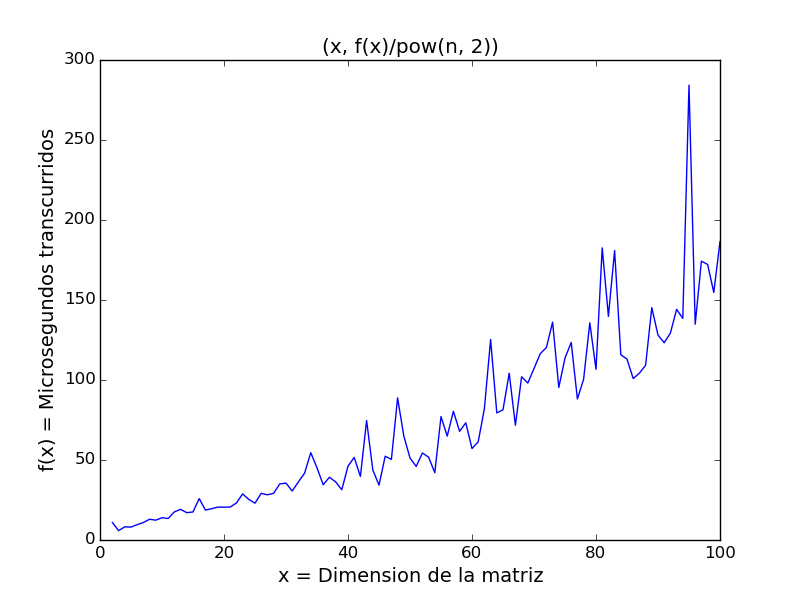 (x, f(x)/pow(n, 2))
300
250
200
150
100
50
0
f(x) = Microsegundos transcurridos
0 20 40 60 80 100
x = Dimension de la matriz